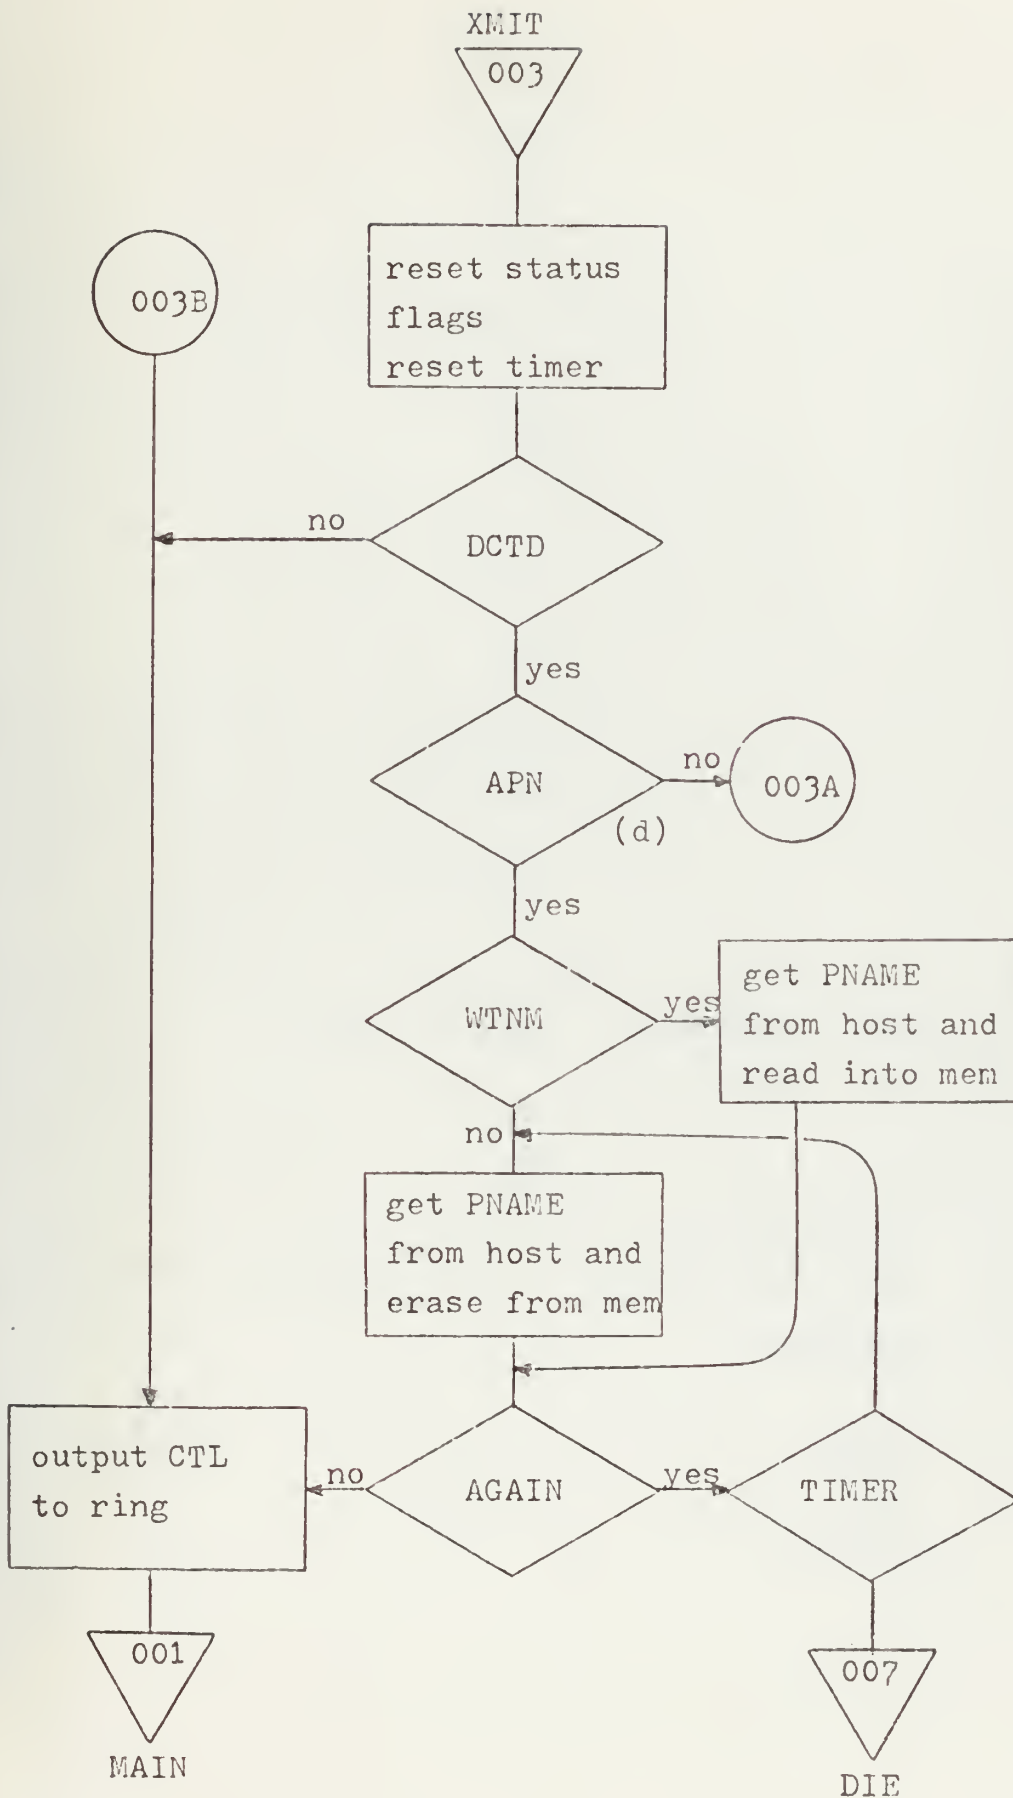 XMIT
003
reset status
flags
reset timer
003B
no
DCTD
yes
APN
no
003A
(d)
yes
WTNM
yes
get PNAME
from host and
read into mem
no
get PNAME
from host and
erase from mem
output CTL
to ring
no
AGAIN
yes
TIMER
001
MAIN
007
DIE